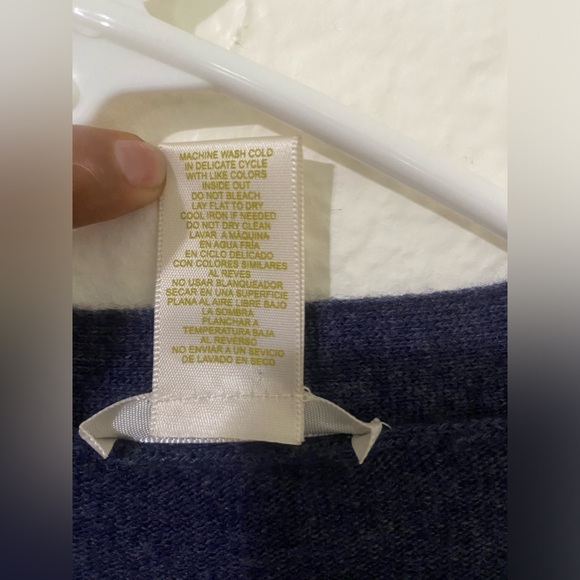 MACHINE WASH COLD
IN DELICATE CYCLE
WITH LIKE COLORS
INSIDE OUT
DO NOT BLEACH
LAY FLAT TO DRY
COOL IRON IF NEEDED
DO NOT DRY CLEAN
LAVAR A MÁQUINA
EN AGUA FRÍA
EN CICLO DELICADO
CON COLORES SIMILARES
AL REVES
NO USAR BLANQUEADOR
SECAR EN UNA SUPERFICIE
PLANA AL AIRE LIBRE BAJO
LA SOMBRA
PLANCHAR A
TEMPERATURA BAJA
AL REVERSO
NO ENVIAR A UN SEVICIO
DE LAVADO EN SECO